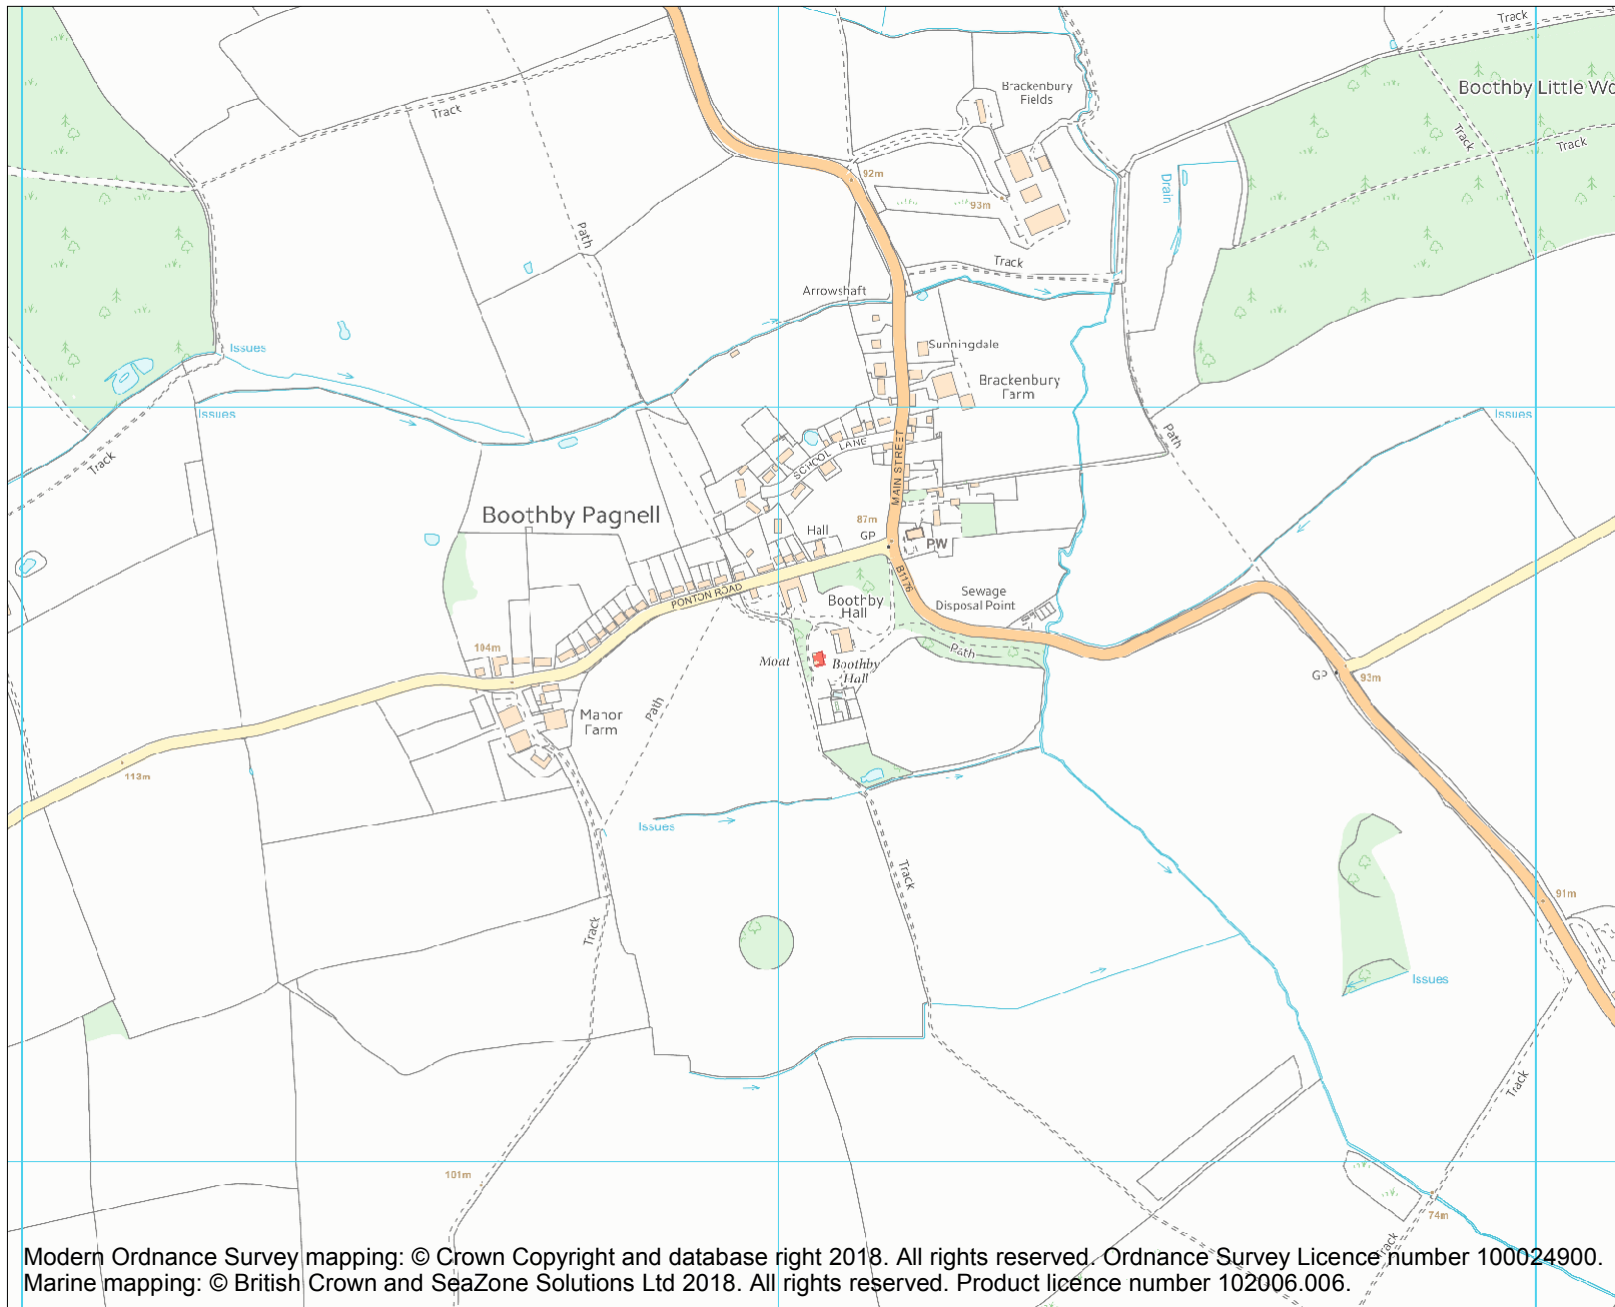 Track
Brackenbury
Fields
Track
Track
Track
92m
Drain
93m
Path
Track
Arrowshaft
Issues
Sunningdale
Brackenbury
Farm
Issues
Issues
Path
SCHOOL LANE
MAIN STREET
Track
Boothby Pagnell
87m
GP
Hall
PW
B1176
PONTON ROAD
Sewage
Disposal Point
Boothby
Hall
104m
Path
Moat
Boothby
Hall
GP
93m
Path
Manor
Farm
113m
Issues
Track
91m
Track
Issues
Track
101m
74m
Track
Modern Ordnance Survey mapping: © Crown Copyright and database right 2018. All rights reserved. Ordnance Survey Licence number 100024900.
Marine mapping: © British Crown and SeaZone Solutions Ltd 2018. All rights reserved. Product licence number 102006.006.
Boothby Little